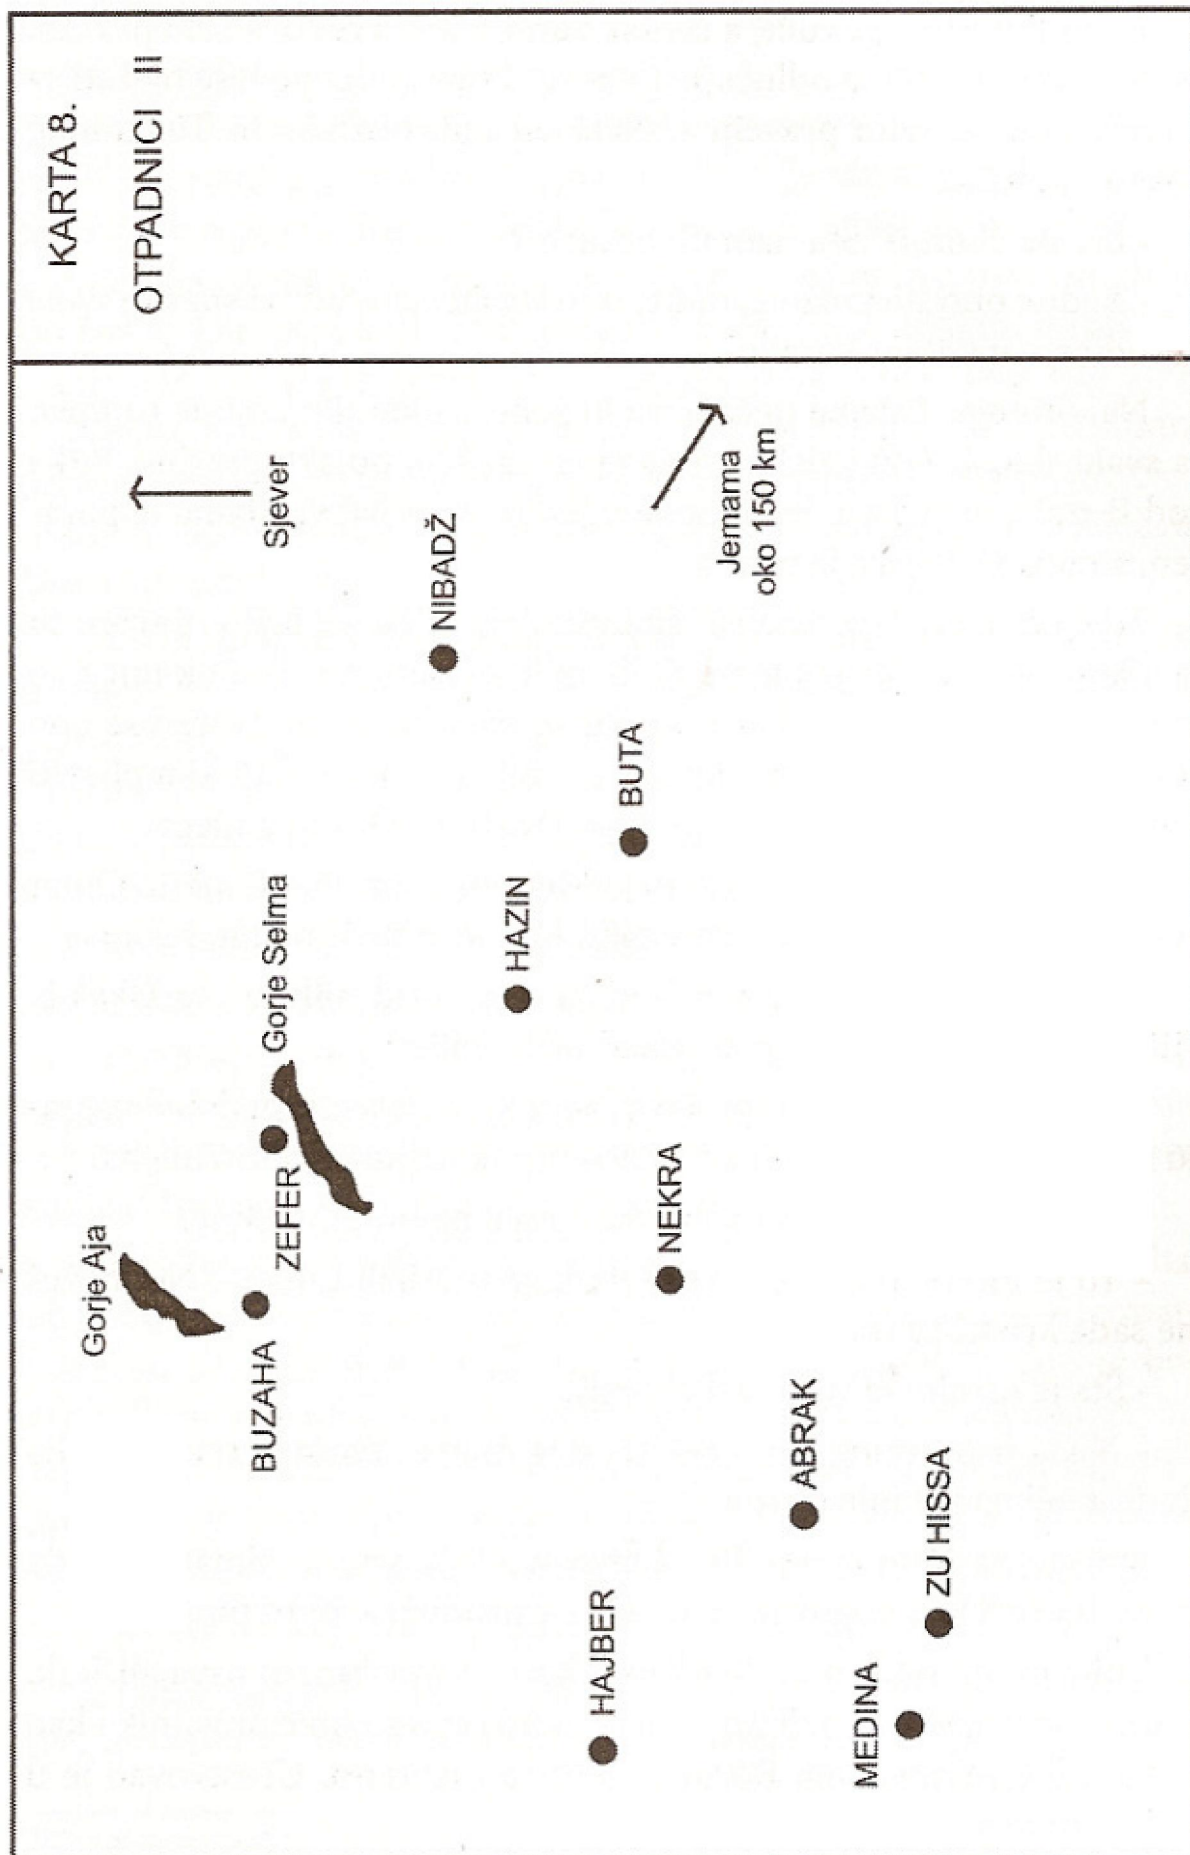 KARTA 8.
OTPADNICI II
Sjever
NIBADŽ
Jemama
oko 150 km
BUTA
HAZIN
Gorje Selma
ZEFER
Gorje Aja
BUZAHA
NEKRA
ABRAK
ZU HISSA
HAJBER
MEDINA